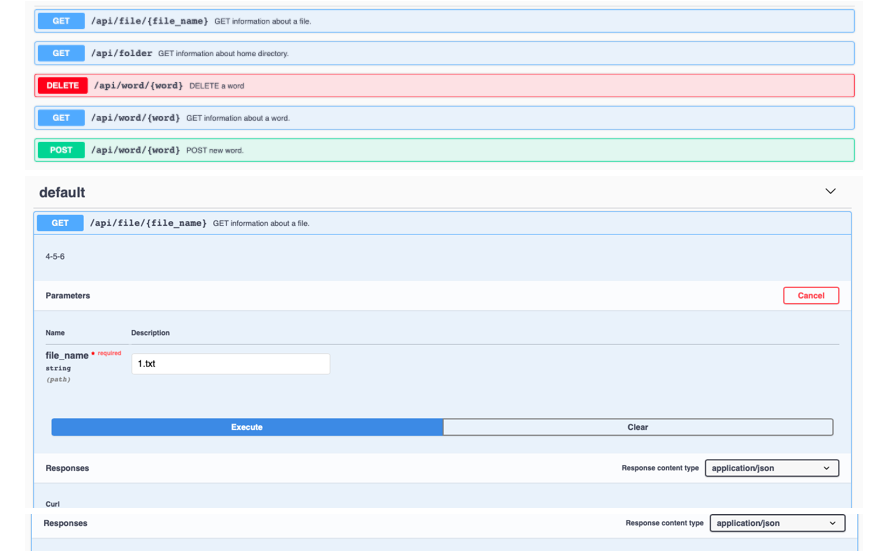 GET /api/file/{file_name} GET information about a file.
GET /api/folder GET information about home directory.
DELETE /api/word/{word} DELETE a word
GET /api/word/{word} GET information about a word.
POST /api/word/{word} POST new word.
default
GET /api/file/{file_name} GET information about a file.
4-5-6
Parameters Cancel
Name Description
file_name * required
string
(path)
1.txt
Execute Clear
Responses Response content type application/json
Curl
Responses Response content type application/json